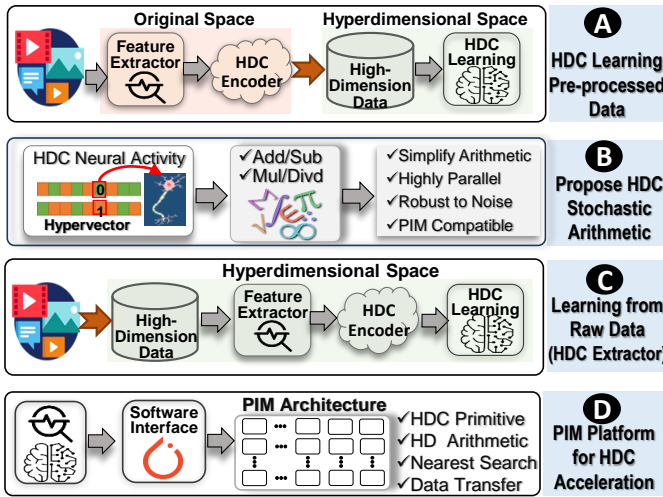 Original Space
Hyperdimensional Space
Feature
Extractor
HDC
Encoder
High-
Dimension
Data
HDC
Learning
A
HDC Learning
Pre-processed
Data
HDC Neural Activity
0
1
Hypervector
✓Add/Sub
✓Mul/Divd
✓Simplify Arithmetic
✓Highly Parallel
✓Robust to Noise
✓PIM Compatible
B
Propose HDC
Stochastic
Arithmetic
Hyperdimensional Space
High-
Dimension
Data
Feature
Extractor
HDC
Encoder
HDC
Learning
C
Learning from
Raw Data
(HDC Extractor)
Software
Interface
PIM Architecture
✓HDC Primitive
✓HD Arithmetic
✓Nearest Search
✓Data Transfer
D
PIM Platform
for HDC
Acceleration